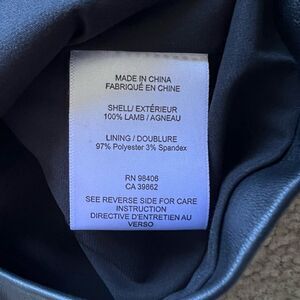 MADE IN CHINA
FABRIQUÉ EN CHINE
SHELL/ EXTÉRIEUR
100% LAMB / AGNEAU
LINING / DOUBLURE
97% Polyester 3% Spandex
RN 98406
CA 39862
SEE REVERSE SIDE FOR CARE
INSTRUCTION
DIRECTIVE D'ENTRETIEN AU
VERSO